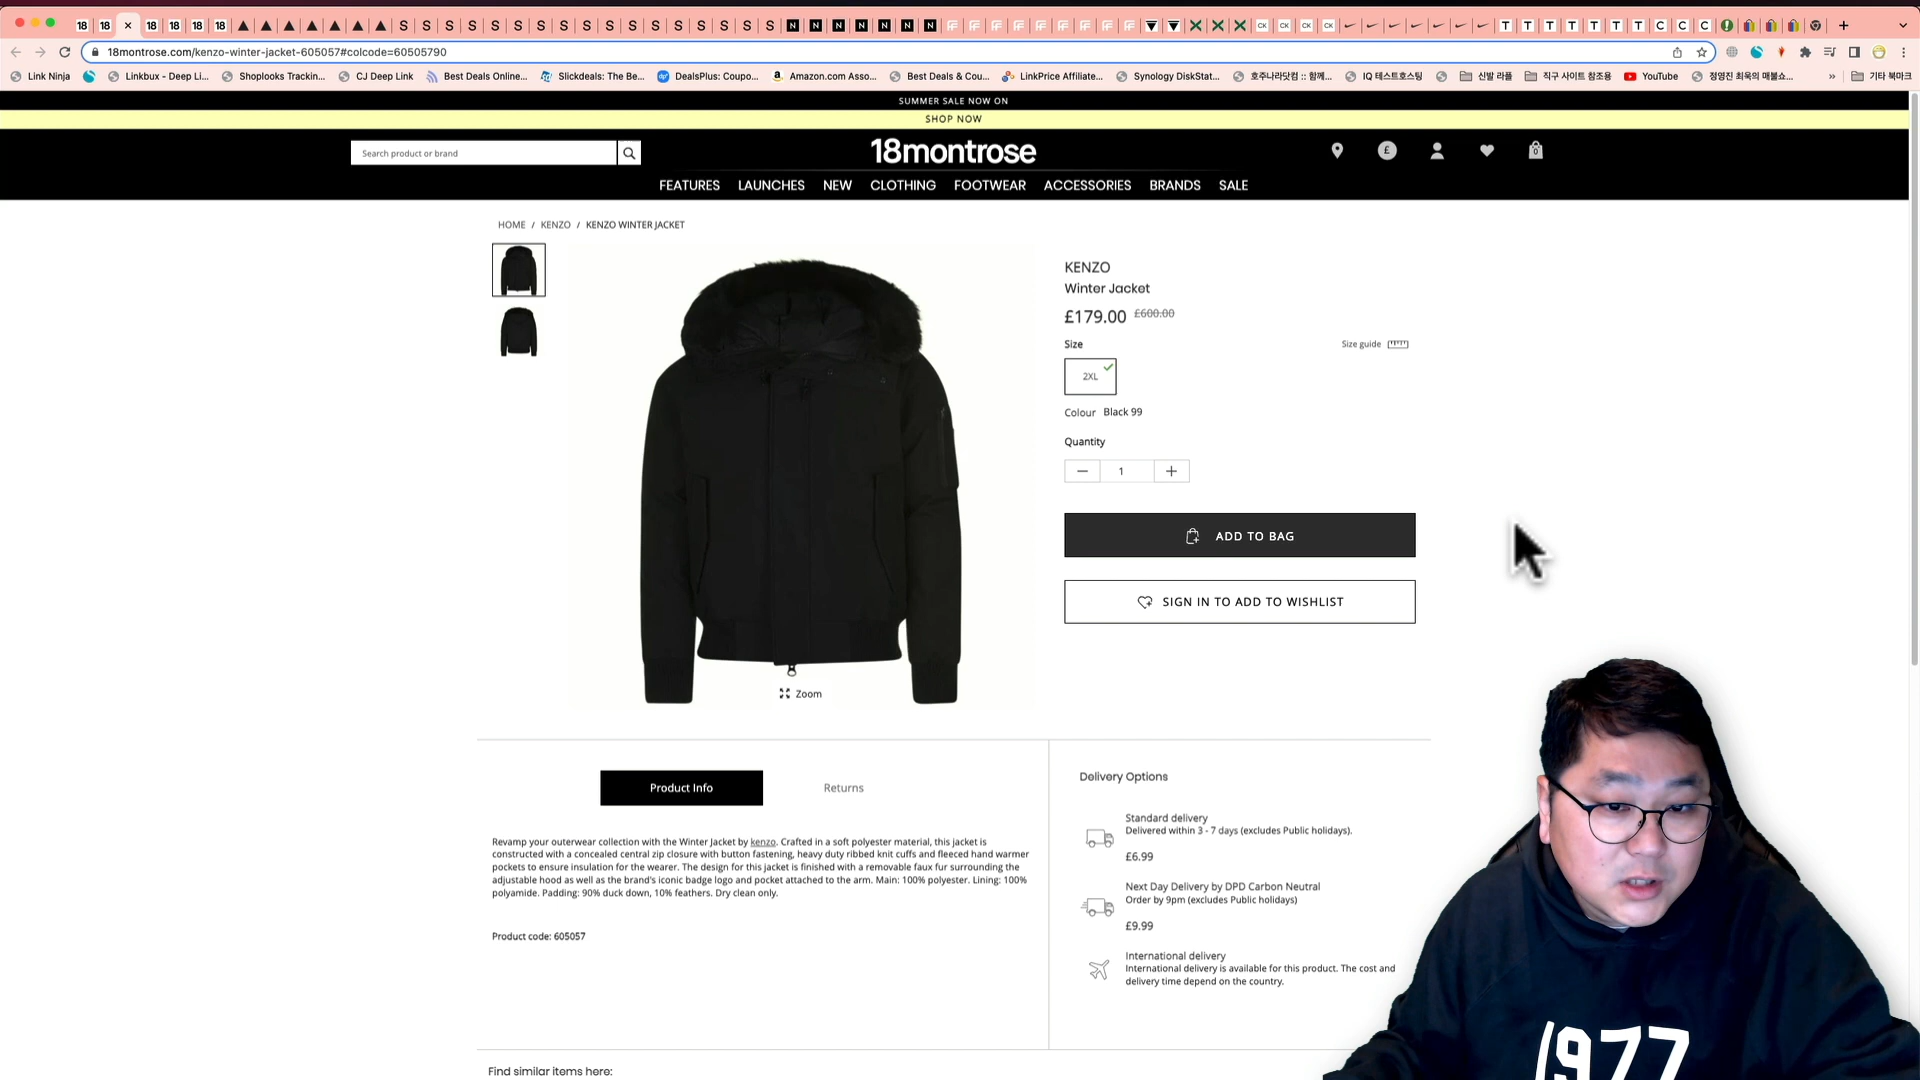 18montrose.com/kenzo-winter-jacket-605057#colcode=60505790
Link Ninja
Linkbux - Deep Li...
Shoplooks Trackin...
CJ Deep Link
Best Deals Online...
Slickdeals: The Be...
DealsPlus: Coupo...
Amazon.com Asso...
Best Deals & Cou...
LinkPrice Affiliate...
Synology DiskStat...
호주나라닷컴 :: 함께...
IQ 테스트호스팅
신발 라플
직구 사이트 참조용
YouTube
정영진 최욱의 매불쇼...
기타 북마크
SUMMER SALE NOW ON
SHOP NOW
Search product or brand
18montrose
FEATURES LAUNCHES NEW CLOTHING FOOTWEAR ACCESSORIES BRANDS SALE
HOME / KENZO / KENZO WINTER JACKET
KENZO
Winter Jacket
£179.00 £600.00
Size
Size guide
2XL
Colour Black 99
Quantity
1
ADD TO BAG
SIGN IN TO ADD TO WISHLIST
Zoom
Product Info
Returns
Revamp your outerwear collection with the Winter Jacket by kenzo. Crafted in a soft polyester material, this jacket is
constructed with a concealed central zip closure with button fastening, heavy duty ribbed knit cuffs and fleeced hand warmer
pockets to ensure insulation for the wearer. The design for this jacket is finished with a removable faux fur surrounding the
adjustable hood as well as the brand's iconic badge logo and pocket attached to the arm. Main: 100% polyester. Lining: 100%
polyamide. Padding: 90% duck down, 10% feathers. Dry clean only.
Product code: 605057
Delivery Options
Standard delivery
Delivered within 3 - 7 days (excludes Public holidays).
£6.99
Next Day Delivery by DPD Carbon Neutral
Order by 9pm (excludes Public holidays)
£9.99
International delivery
International delivery is available for this product. The cost and
delivery time depend on the country.
Find similar items here:
1977